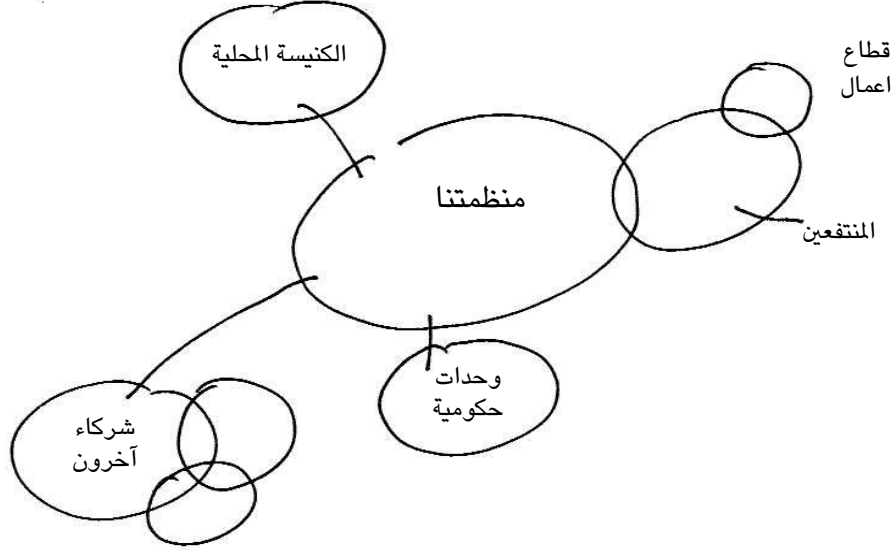 الكنيسة المحلية
قطاع
اعمال
منظمتنا
المنتفعين
وحدات
حكومية
شركاء
آخرون